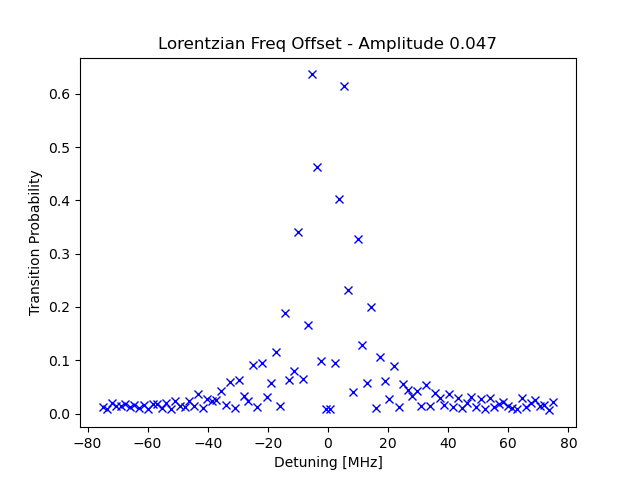 Lorentzian Freq Offset - Amplitude 0.047
Transition Probability
0.6
0.5
0.4
0.3
0.2
0.1
0.0
−80 −60 −40 −20 0 20 40 60 80
Detuning [MHz]